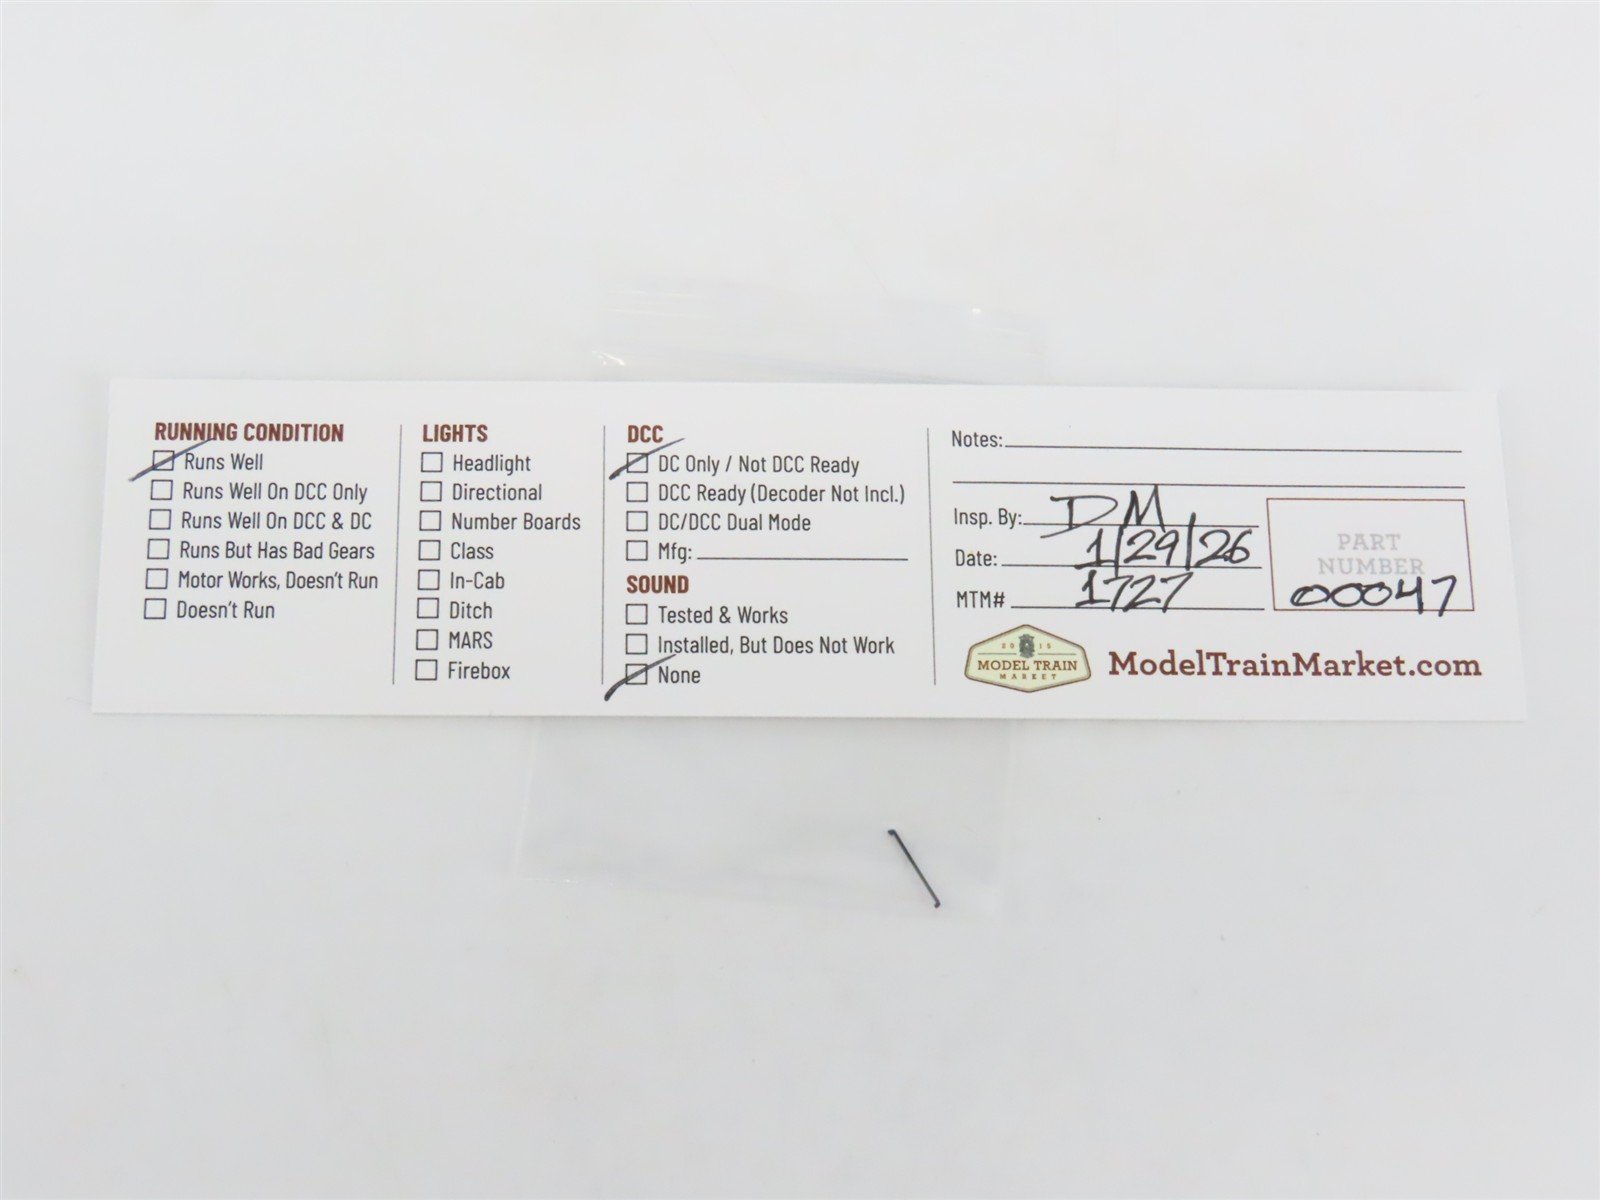 RUNNING CONDITION
Runs Well
Runs Well On DCC Only
Runs Well On DCC & DC
Runs But Has Bad Gears
Motor Works, Doesn't Run
Doesn't Run
LIGHTS
Headlight
Directional
Number Boards
Class
In-Cab
Ditch
MARS
Firebox
DCC
DC Only / Not DCC Ready
DCC Ready (Decoder Not Incl.)
DC/DCC Dual Mode
Mfg:
SOUND
Tested & Works
Installed, But Does Not Work
None
Notes:
Insp. By: DM
Date: 1/29/26
MTM# 1727
PART
NUMBER
00047
2015
MODEL TRAIN
MARKET
ModelTrainMarket.com